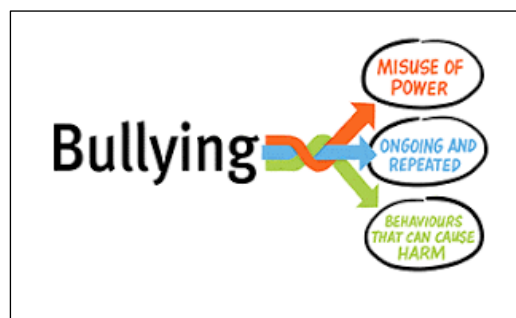 Bullying
MISUSE OF
POWER
ONGOING AND
REPEATED
BEHAVIOURS
THAT CAN CAUSE
HARM